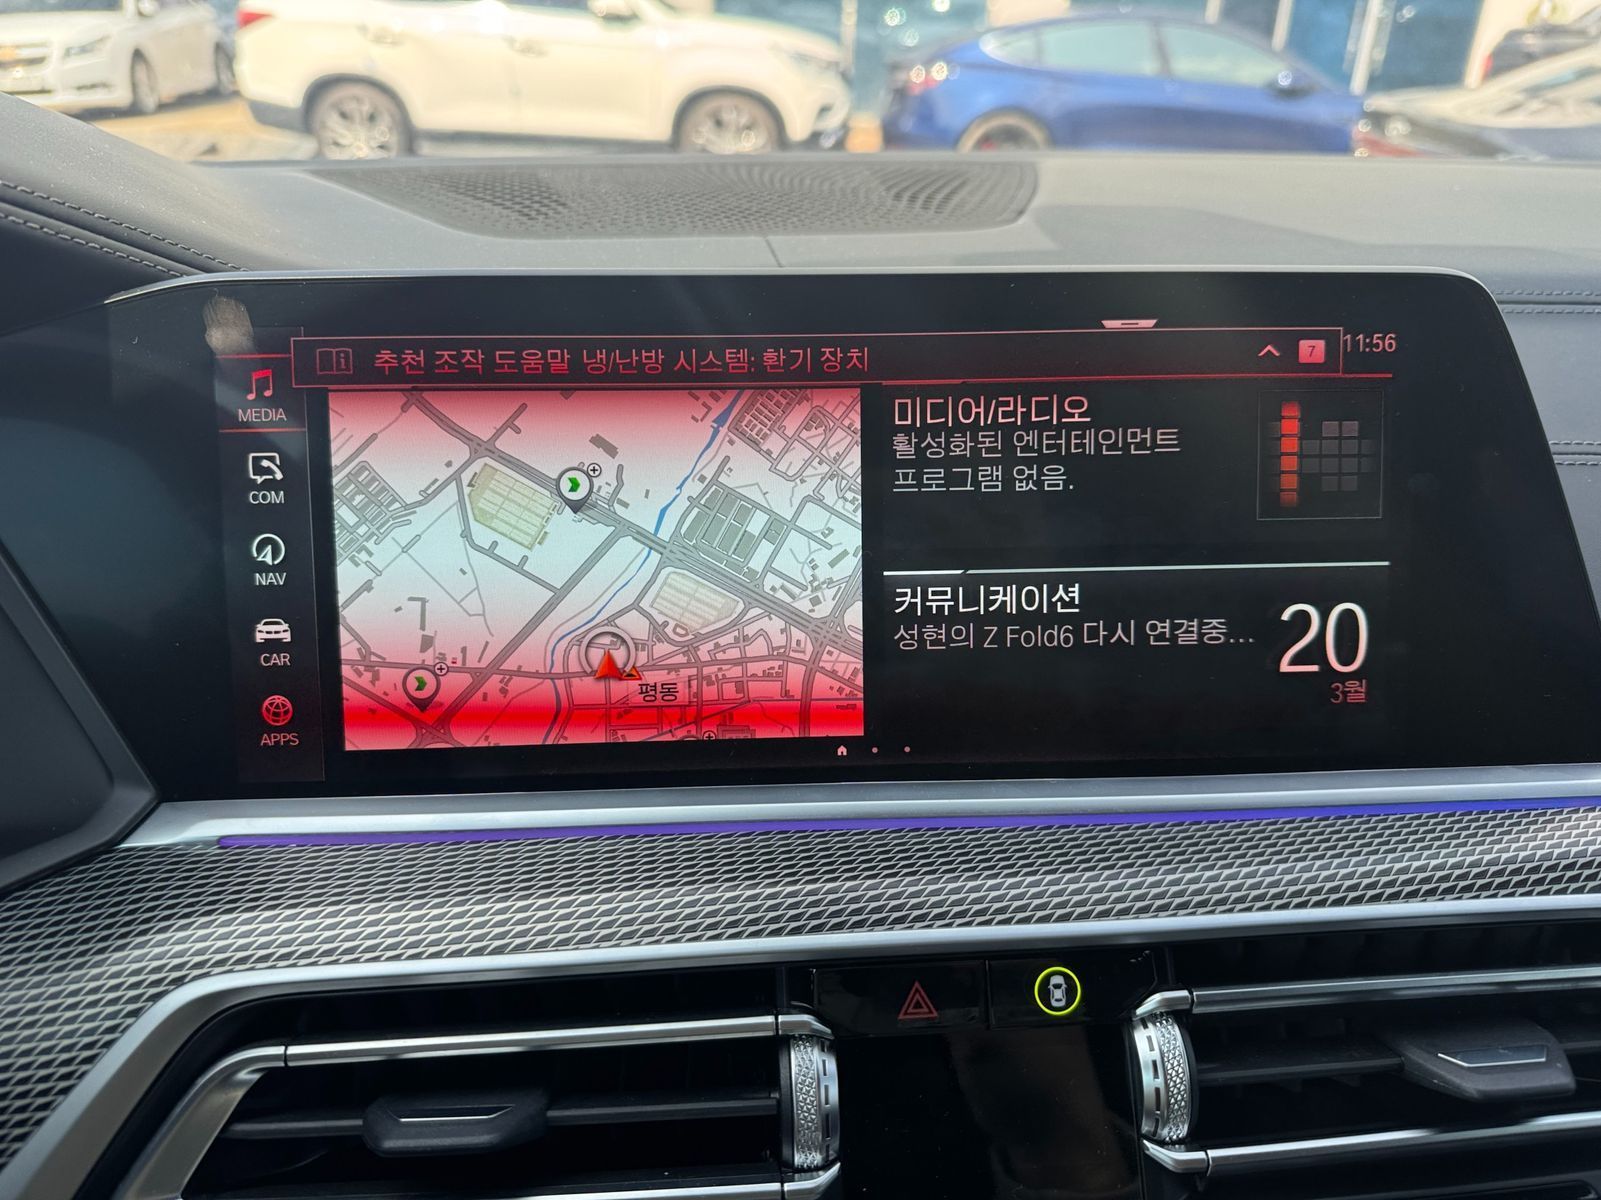 추천 조작 도움말 냉/난방 시스템: 환기 장치
7
11:56
MEDIA
COM
NAV
CAR
APPS
평동
미디어/라디오
활성화된 엔터테인먼트
프로그램 없음.
커뮤니케이션
성현의 Z Fold6 다시 연결중...
20
3월